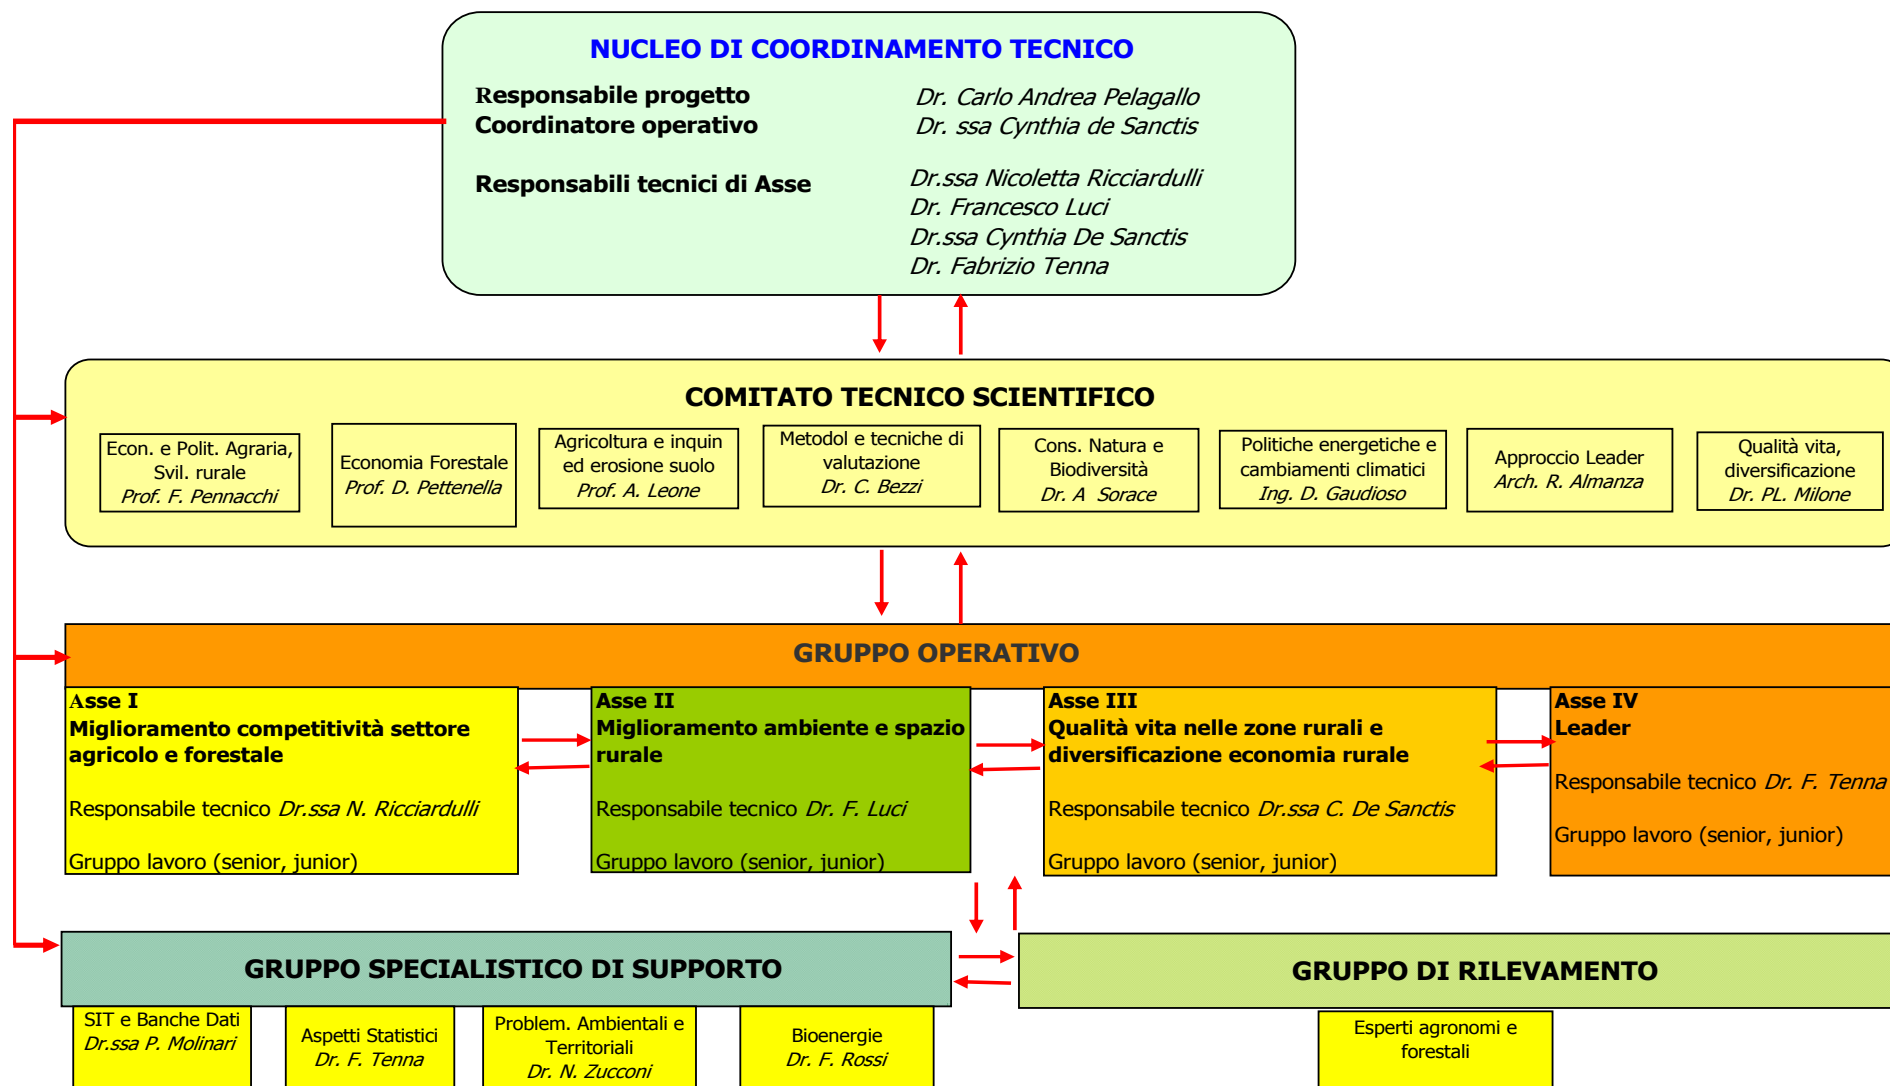 NUCLEO DI COORDINAMENTO TECNICO
Responsabile progetto Dr. Carlo Andrea Pelagallo
Coordinatore operativo Dr. ssa Cynthia de Sanctis
Responsabili tecnici di Asse Dr.ssa Nicoletta Ricciardulli
Dr. Francesco Luci
Dr.ssa Cynthia De Sanctis
Dr. Fabrizio Tenna
COMITATO TECNICO SCIENTIFICO
Econ. e Polit. Agraria,
Svil. rurale
Prof. F. Pennacchi
Economia Forestale
Prof. D. Pettenella
Agricoltura e inquin
ed erosione suolo
Prof. A. Leone
Metodol e tecniche di
valutazione
Dr. C. Bezzi
Cons. Natura e
Biodiversità
Dr. A Sorace
Politiche energetiche e
cambiamenti climatici
Ing. D. Gaudioso
Approccio Leader
Arch. R. Almanza
Qualità vita,
diversificazione
Dr. PL. Milone
GRUPPO OPERATIVO
Asse I
Miglioramento competitività settore
agricolo e forestale
Responsabile tecnico Dr.ssa N. Ricciardulli
Gruppo lavoro (senior, junior)
Asse II
Miglioramento ambiente e spazio
rurale
Responsabile tecnico Dr. F. Luci
Gruppo lavoro (senior, junior)
Asse III
Qualità vita nelle zone rurali e
diversificazione economia rurale
Responsabile tecnico Dr.ssa C. De Sanctis
Gruppo lavoro (senior, junior)
Asse IV
Leader
Responsabile tecnico Dr. F. Tenna
Gruppo lavoro (senior, junior)
GRUPPO SPECIALISTICO DI SUPPORTO
SIT e Banche Dati
Dr.ssa P. Molinari
Aspetti Statistici
Dr. F. Tenna
Problem. Ambientali e
Territoriali
Dr. N. Zucconi
Bioenergie
Dr. F. Rossi
GRUPPO DI RILEVAMENTO
Esperti agronomi e
forestali